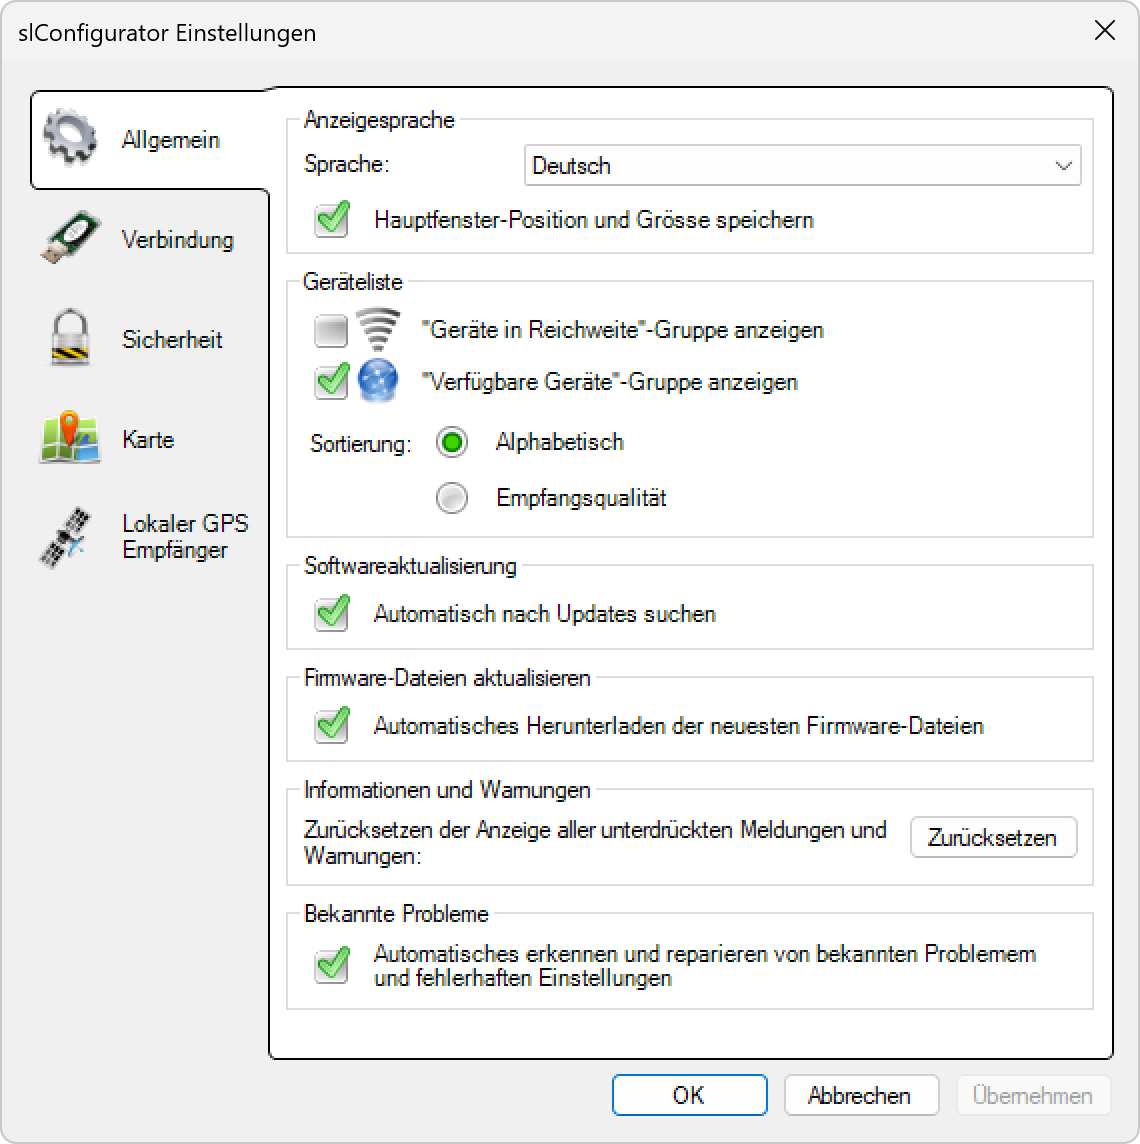 slConfigurator Einstellungen
Allgemein
Verbindung
Sicherheit
Karte
Lokaler GPS
Empfänger
Anzeigesprache
Sprache:
Deutsch
Hauptfenster-Position und Grösse speichern
Geräteliste
"Geräte in Reichweite"-Gruppe anzeigen
"Verfügbare Geräte"-Gruppe anzeigen
Sortierung:
Alphabetisch
Empfangsqualität
Softwareaktualisierung
Automatisch nach Updates suchen
Firmware-Dateien aktualisieren
Automatisches Herunterladen der neuesten Firmware-Dateien
Informationen und Warnungen
Zurücksetzen der Anzeige aller unterdrückten Meldungen und
Warnungen:
Zurücksetzen
Bekannte Probleme
Automatisches erkennen und reparieren von bekannten Problemem
und fehlerhaften Einstellungen
OK
Abbrechen
Übernehmen